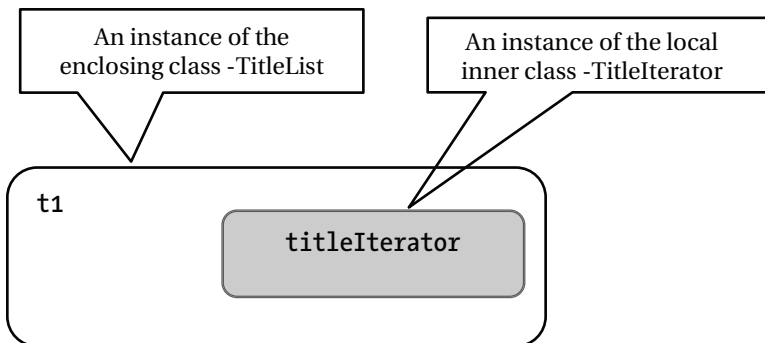 An instance of the
enclosing class -TitleList
An instance of the local
inner class -TitleIterator
t1
titleIterator